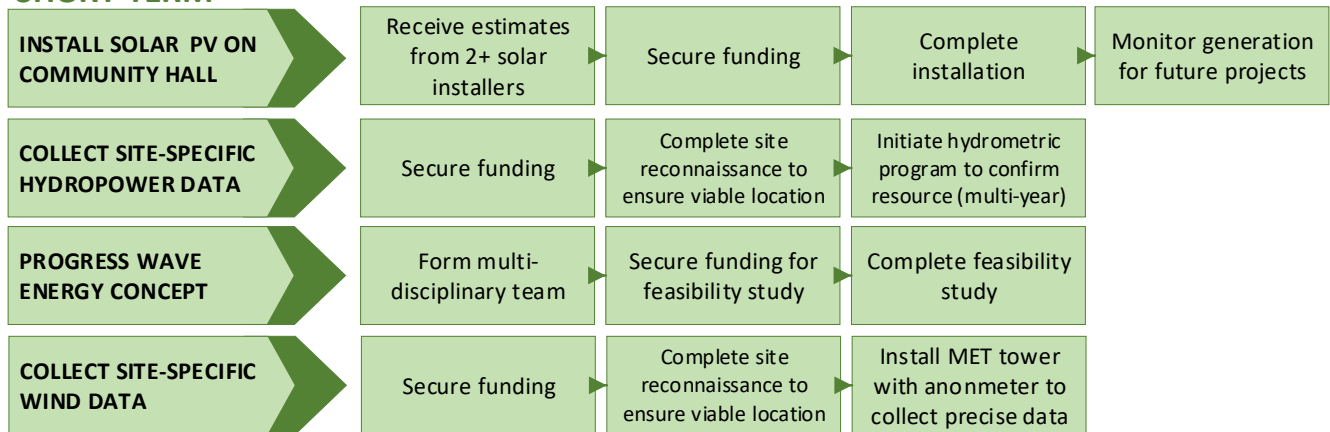 SHORT TERM
INSTALL SOLAR PV ON
COMMUNITY HALL
Receive estimates
from 2+ solar
installers
Secure funding
Complete
installation
Monitor generation
for future projects
COLLECT SITE-SPECIFIC
HYDROPOWER DATA
Secure funding
Complete site
reconnaissance to
ensure viable location
Initiate hydrometric
program to confirm
resource (multi-year)
PROGRESS WAVE
ENERGY CONCEPT
Form multi-
disciplinary team
Secure funding for
feasibility study
Complete feasibility
study
COLLECT SITE-SPECIFIC
WIND DATA
Secure funding
Complete site
reconnaissance to
ensure viable location
Install MET tower
with anonmeter to
collect precise data